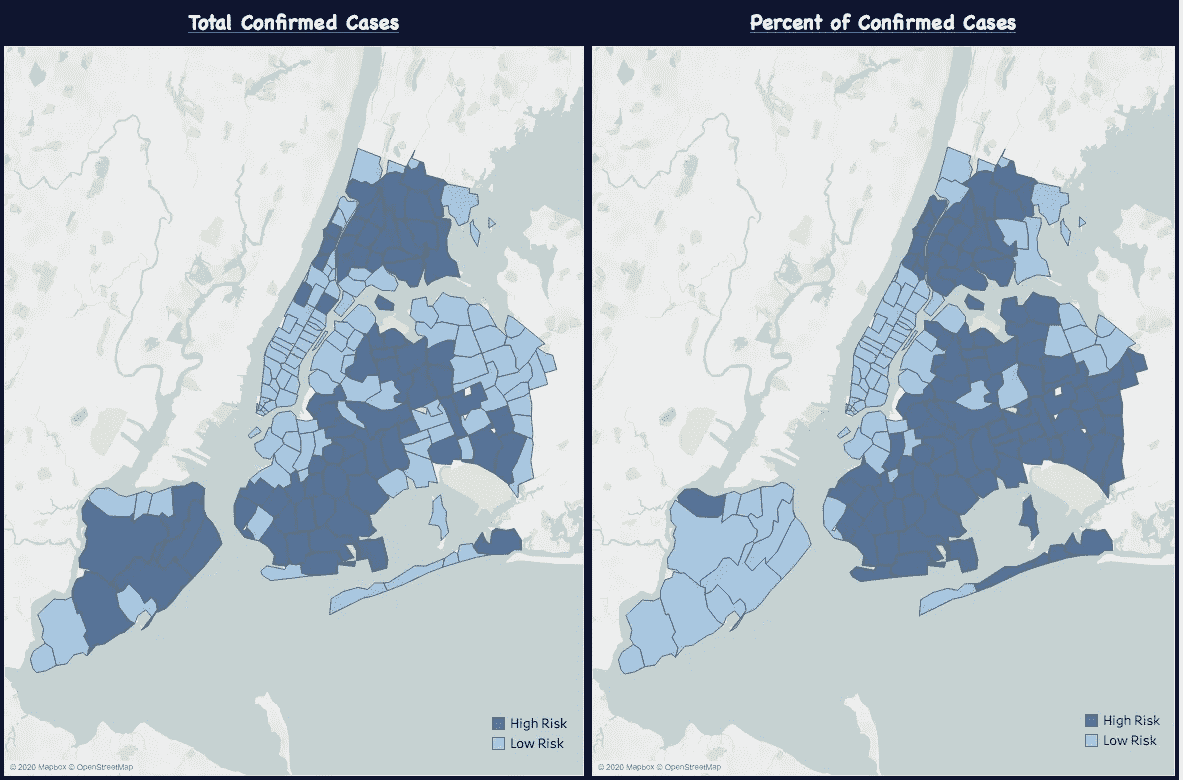 Total Confirmed Cases
Percent of Confirmed Cases
High Risk
Low Risk
© 2020 Mapbox © OpenStreetMap
High Risk
Low Risk
© 2020 Mapbox © OpenStreetMap